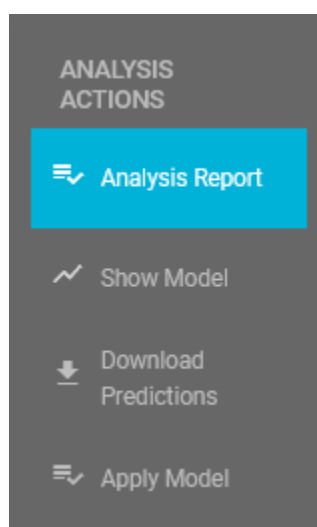 ANALYSIS
ACTIONS
Analysis Report
Show Model
Download
Predictions
Apply Model